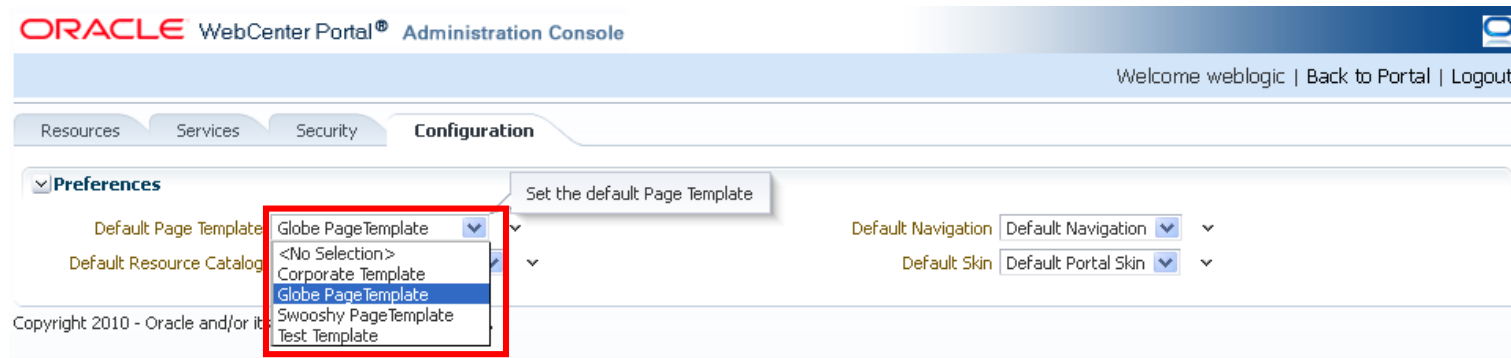 ORACLE WebCenter Portal® Administration Console
Welcome weblogic | Back to Portal | Logout
Resources Services Security Configuration
Preferences
Set the default Page Template
Default Page Template Globe PageTemplate Default Navigation Default Navigation
<No Selection>
Default Resource Catalog Default Skin Default Portal Skin
Corporate Template
Globe PageTemplate
Swooshy PageTemplate
Copyright 2010 - Oracle and/or
Test Template